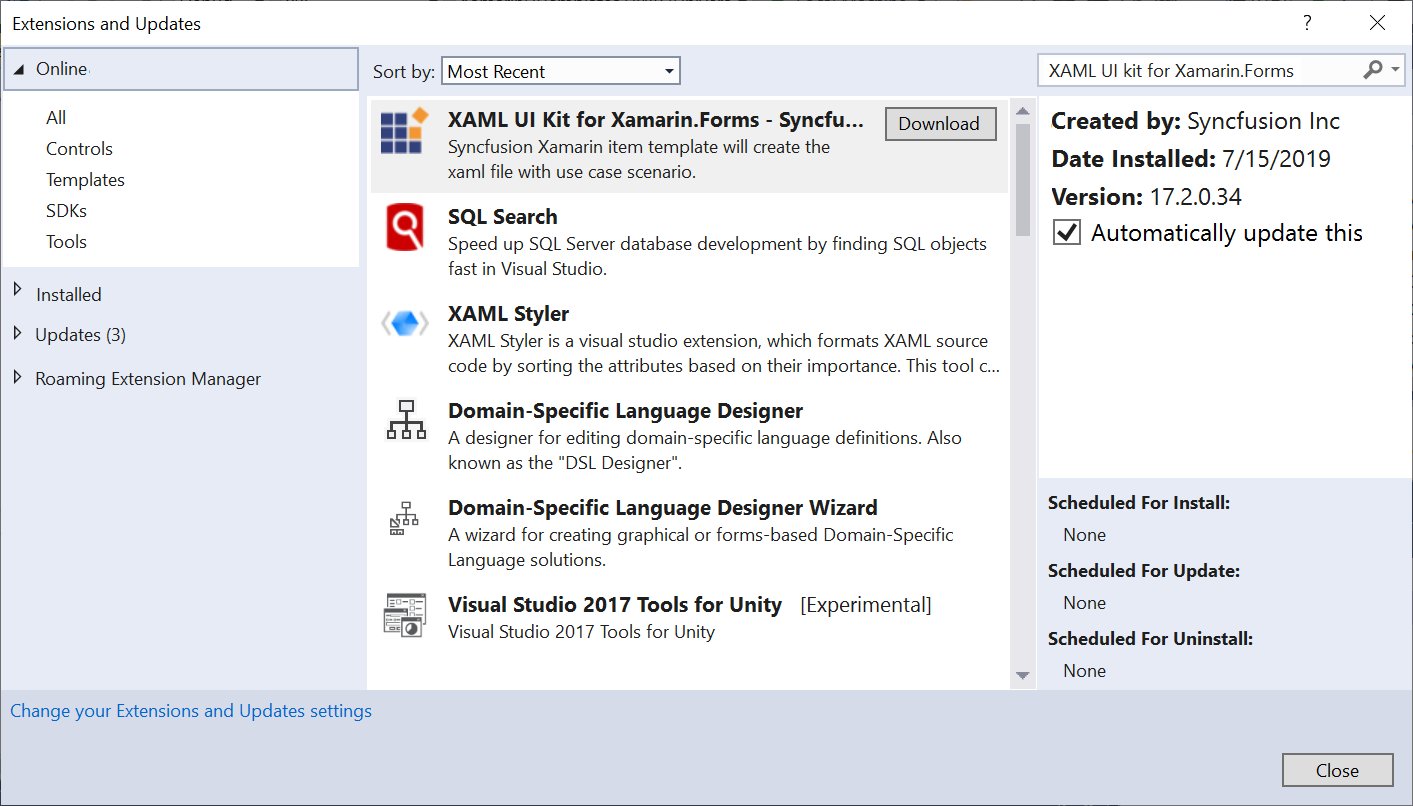 Extensions and Updates
?
Online
All
Controls
Templates
SDKs
Tools
Installed
Updates (3)
Roaming Extension Manager
Sort by: Most Recent
XAML UI Kit for Xamarin.Forms - Syncfu...
Download
Syncfusion Xamarin item template will create the
xaml file with use case scenario.
SQL Search
Speed up SQL Server database development by finding SQL objects
fast in Visual Studio.
XAML Styler
XAML Styler is a visual studio extension, which formats XAML source
code by sorting the attributes based on their importance. This tool c...
Domain-Specific Language Designer
A designer for editing domain-specific language definitions. Also
known as the "DSL Designer".
Domain-Specific Language Designer Wizard
A wizard for creating graphical or forms-based Domain-Specific
Language solutions.
Visual Studio 2017 Tools for Unity [Experimental]
Visual Studio 2017 Tools for Unity
XAML UI kit for Xamarin.Forms
Created by: Syncfusion Inc
Date Installed: 7/15/2019
Version: 17.2.0.34
Automatically update this
Scheduled For Install:
None
Scheduled For Update:
None
Scheduled For Uninstall:
None
Change your Extensions and Updates settings
Close